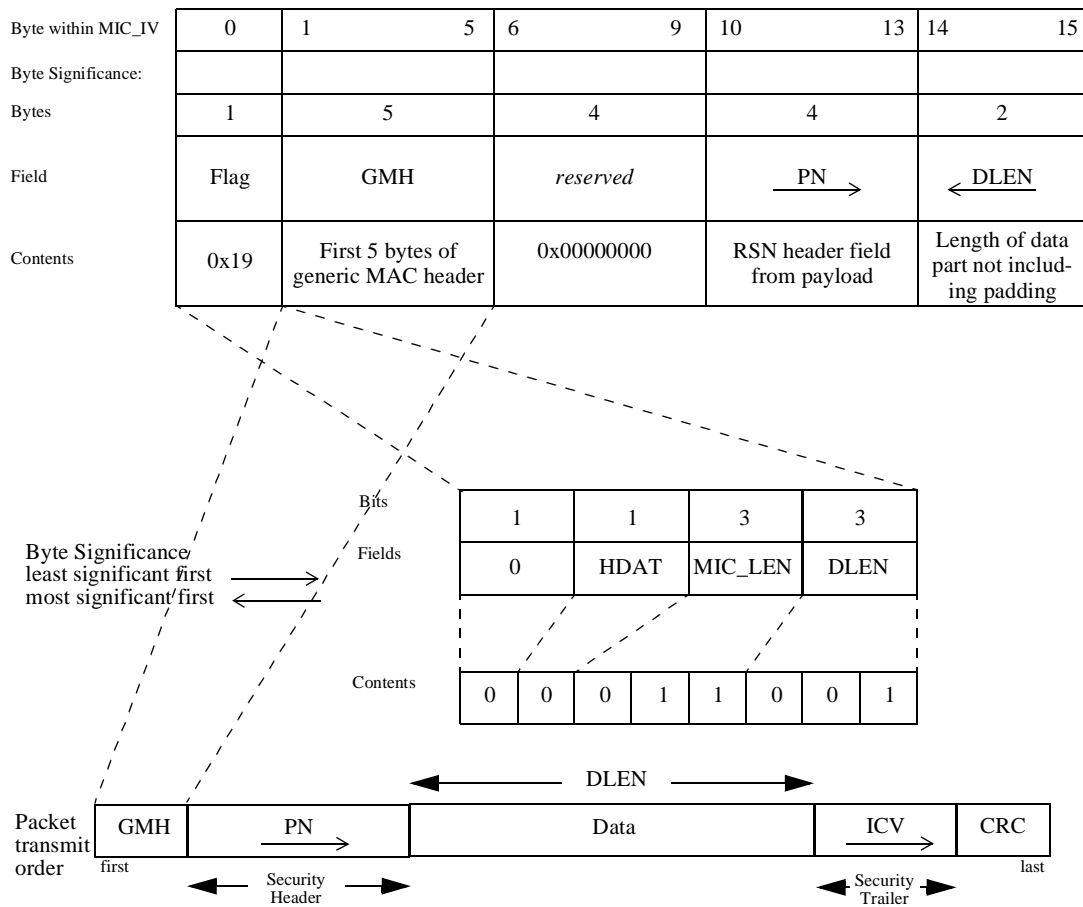 Byte within MIC_IV 0 1 5 6 9 10 13 14 15
Byte Significance:
Bytes 1 5 4 4 2
Field Flag GMH reserved PN DLEN
Contents 0x19 First 5 bytes of generic MAC header 0x00000000 RSN header field from payload Length of data part not includ-ing padding
Bits 1 1 3 3
Fields 0 HDAT MIC_LEN DLEN
Byte Significance
least significant first
most significant first
Contents 0 0 0 1 1 0 0 1
DLEN
Packet transmit order
GMH PN Data ICV CRC
first last
Security Header
Security Trailer